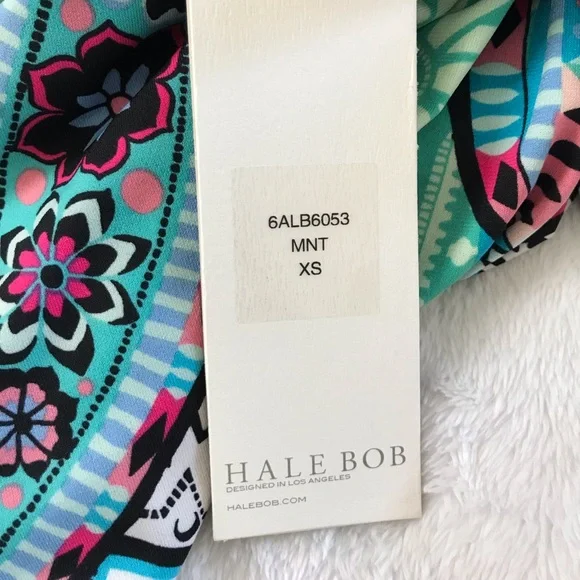 6ALB6053
MNT
XS
HALE BOB
DESIGNED IN LOS ANGELES
HALEBOB.COM